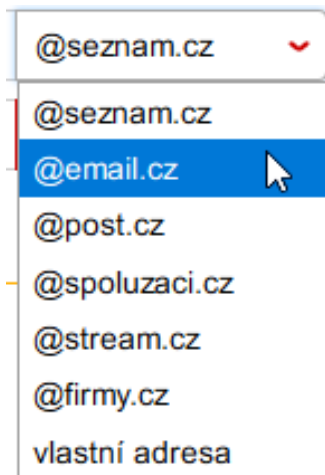 @seznam.cz
@seznam.cz
@email.cz
@post.cz
@spoluzaci.cz
@stream.cz
@firmy.cz
vlastní adresa